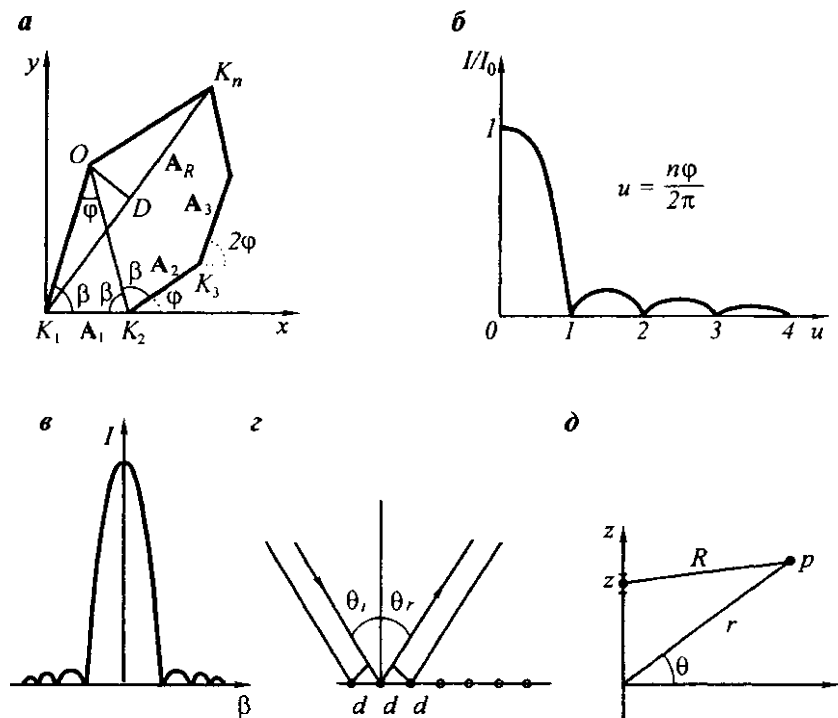 а
y
K_n
O
A_R
D
φ
A_3
2φ
β
A_2
K_3
β
β
φ
K_1
A_1
K_2
x
б
I/I_0
1
u = nφ/2π
0
1
2
3
4
u
в
I
β
г
θ_i
θ_r
d
d
d
д
z
R
p
z
r
θ